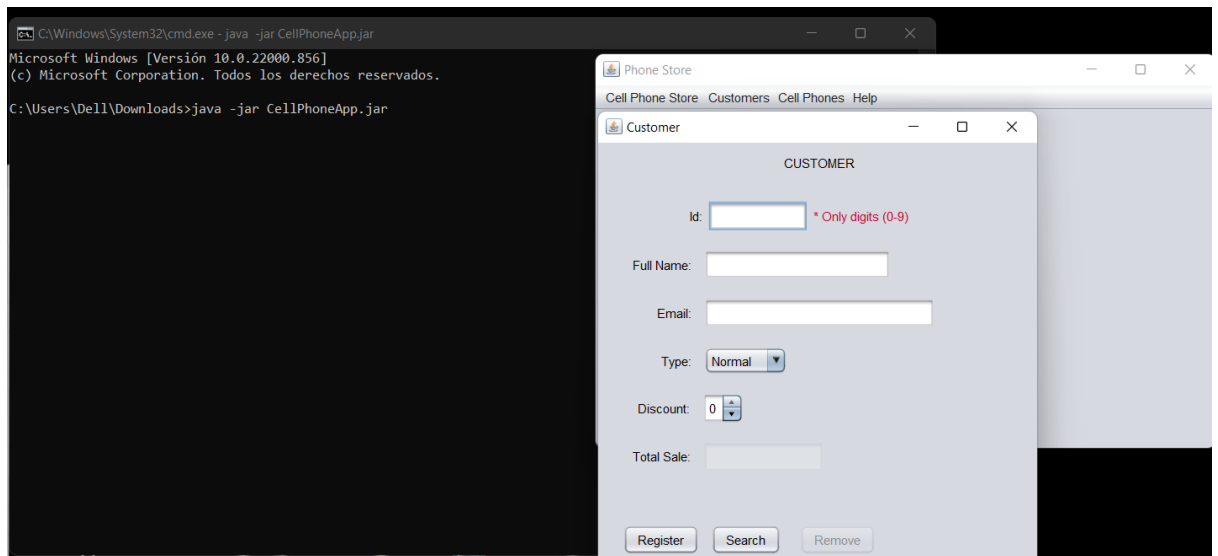 C:\Windows\System32\cmd.exe - java -jar CellPhoneApp.jar
Microsoft Windows [Versión 10.0.22000.856]
(c) Microsoft Corporation. Todos los derechos reservados.
C:\Users\Dell\Downloads>java -jar CellPhoneApp.jar
Phone Store
Cell Phone Store Customers Cell Phones Help
Customer
CUSTOMER
Id: * Only digits (0-9)
Full Name:
Email:
Type: Normal
Discount: 0
Total Sale:
Register Search Remove